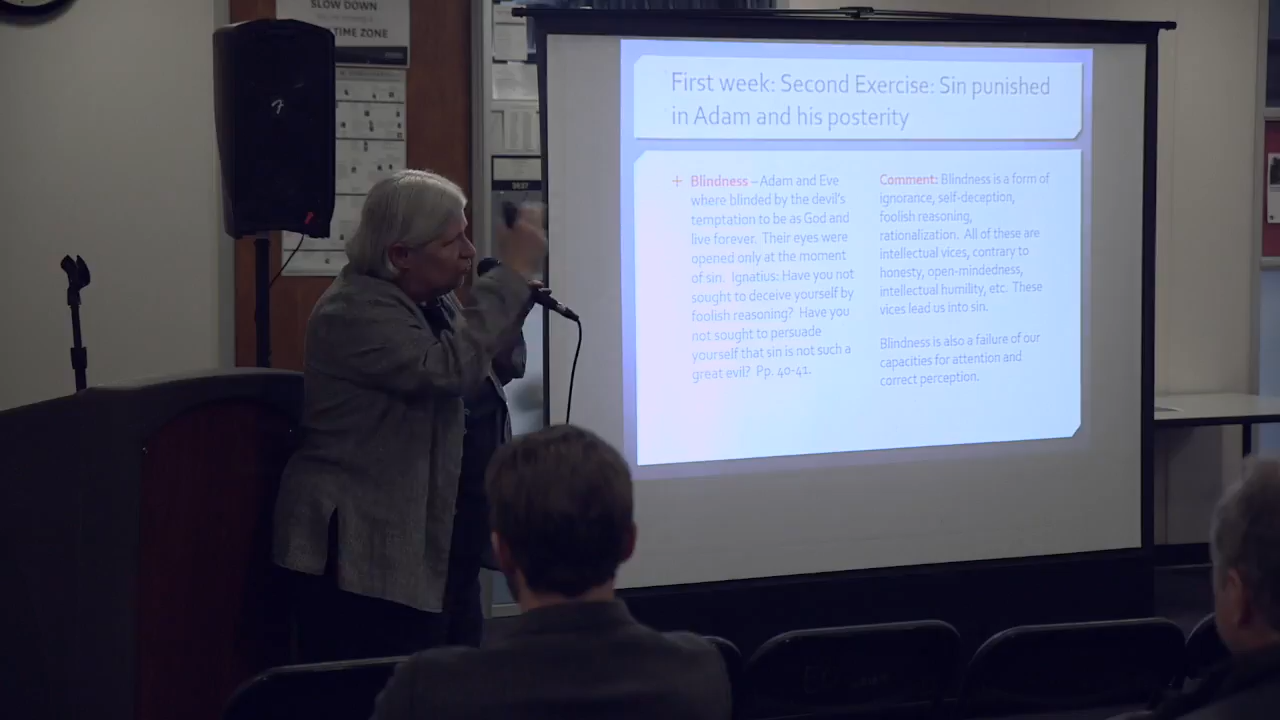 SLOW DOWN
TIME ZONE
First week: Second Exercise: Sin punished
in Adam and his posterity
+ Blindness – Adam and Eve
where blinded by the devil's
temptation to be as God and
live forever. Their eyes were
opened only at the moment
of sin. Ignatius: Have you not
sought to deceive yourself by
foolish reasoning? Have you
not sought to persuade
yourself that sin is not such a
great evil? Pp. 40-41.
Comment: Blindness is a form of
ignorance, self-deception,
foolish reasoning,
rationalization. All of these are
intellectual vices, contrary to
honesty, open-mindedness,
intellectual humility, etc. These
vices lead us into sin.
Blindness is also a failure of our
capacities for attention and
correct perception.